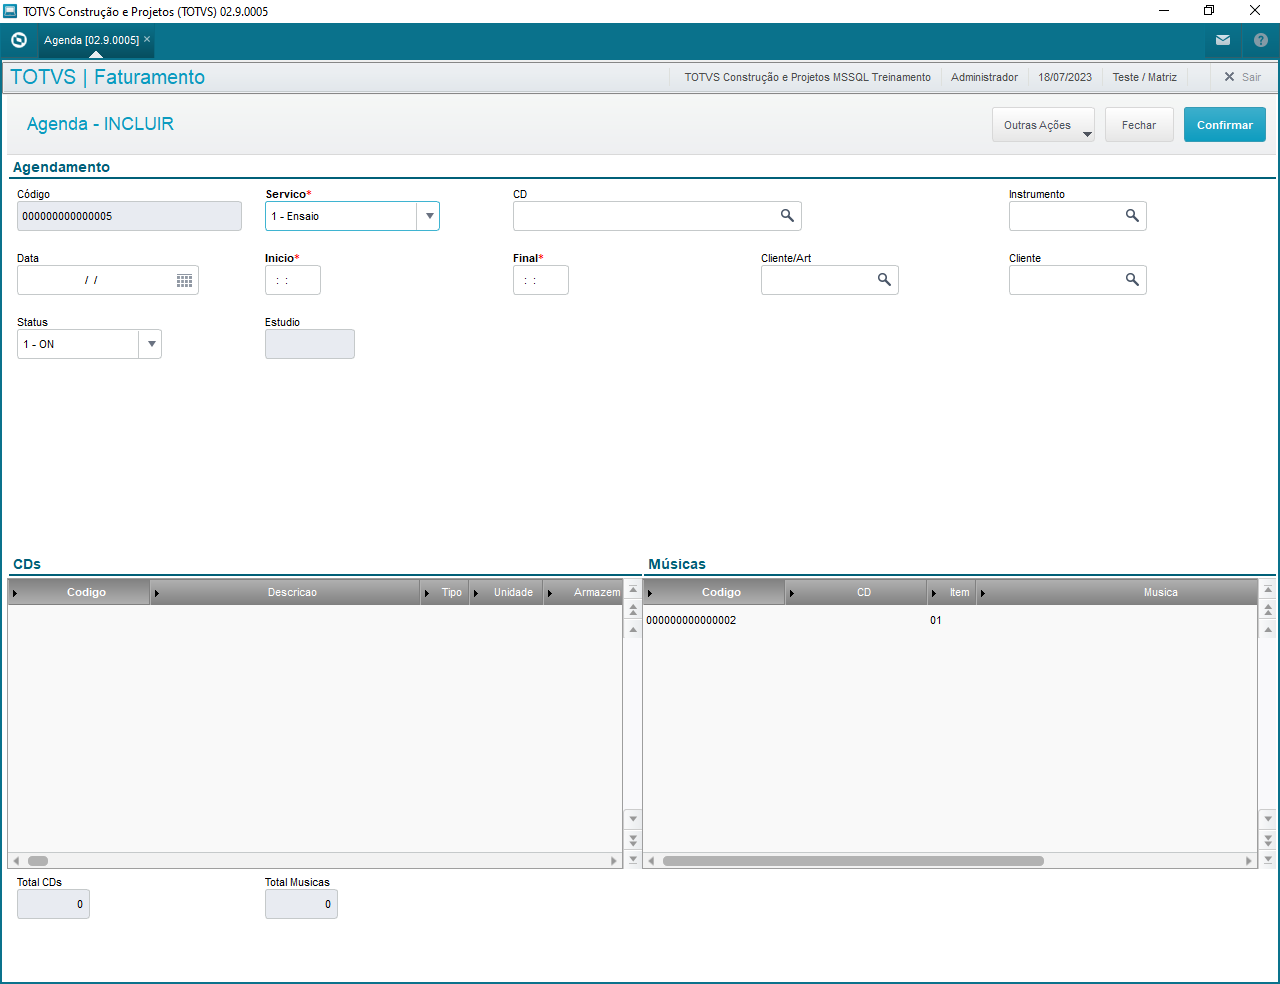 TOTVS Construção e Projetos (TOTVS) 02.9.0005
Agenda [02.9.0005]
TOTVS | Faturamento
TOTVS Construção e Projetos MSSQL Treinamento
Administrador
18/07/2023
Teste / Matriz
Sair
Agenda - INCLUIR
Outras Ações
Fechar
Confirmar
Agendamento
Código
Servico*
CD
Instrumento
000000000000005
1 - Ensaio
Data
Inicio*
Final*
Cliente/Art
Cliente
/ /
: :
: :
Status
Estudio
1 - ON
CDs
Músicas
Codigo
Descricao
Tipo
Unidade
Armazem
Codigo
CD
Item
Musica
000000000000002
01
Total CDs
Total Musicas
0
0